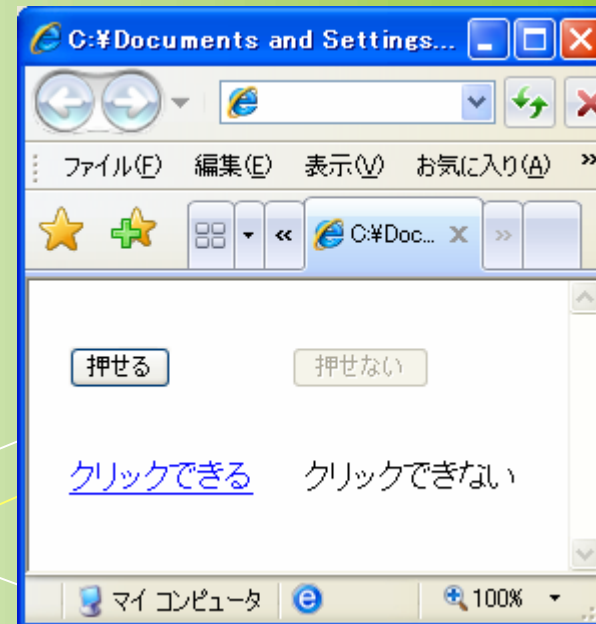 C:¥Documents and Settings...
ファイル(F) 編集(E) 表示(V) お気に入り(A) »
« C:¥Doc... »
押せる 押せない
クリックできる クリックできない
マイ コンピュータ 100%